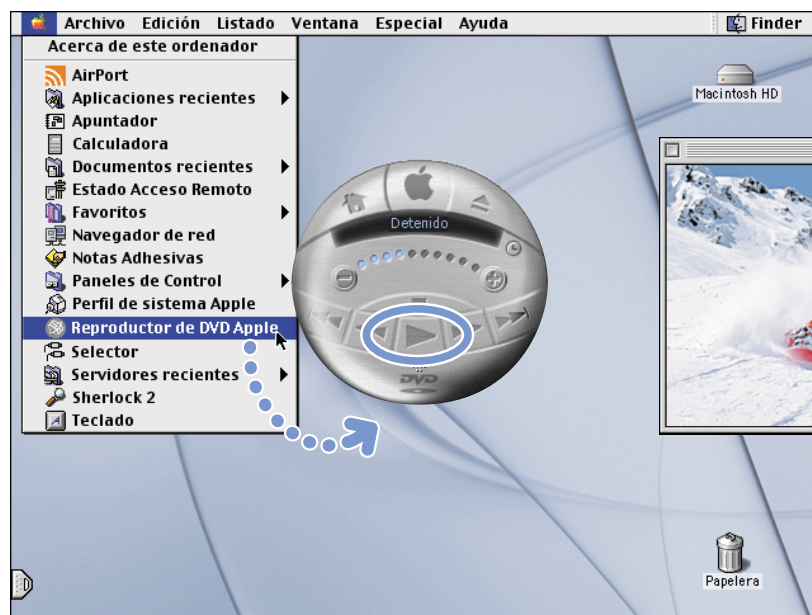 Archivo Edición Listado Ventana Especial Ayuda Finder
Acerca de este ordenador
AirPort
Aplicaciones recientes
Apuntador
Calculadora
Documentos recientes
Estado Acceso Remoto
Favoritos
Navegador de red
Notas Adhesivas
Paneles de Control
Perfil de sistema Apple
Reproductor de DVD Apple
Selector
Servidores recientes
Sherlock 2
Teclado
Macintosh HD
Detenido
DVD
Papelera